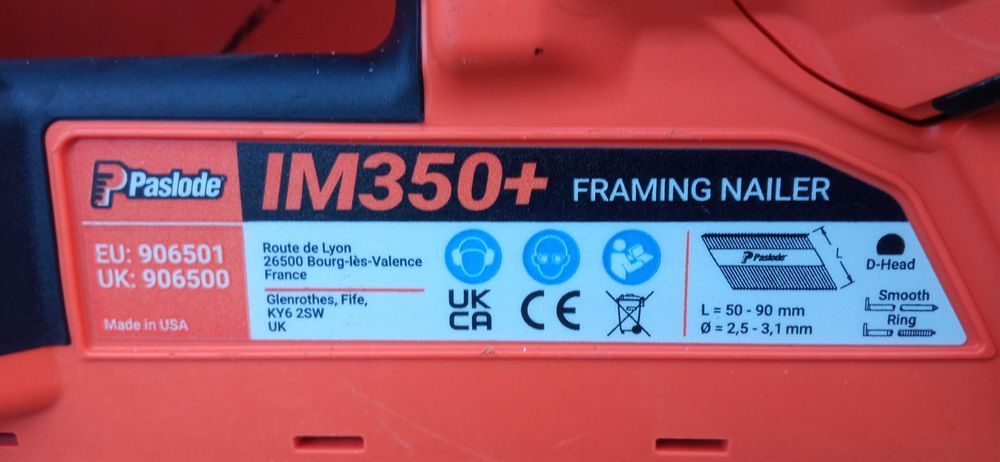 Paslode
IM350+ FRAMING NAILER
EU: 906501
UK: 906500
Made in USA
Route de Lyon
26500 Bourg-lès-Valence
France
Glenrothes, Fife,
KY6 2SW
UK
UK
CA
CE
Paslode
L
L = 50 - 90 mm
Ø = 2,5 - 3,1 mm
D-Head
Smooth
Ring